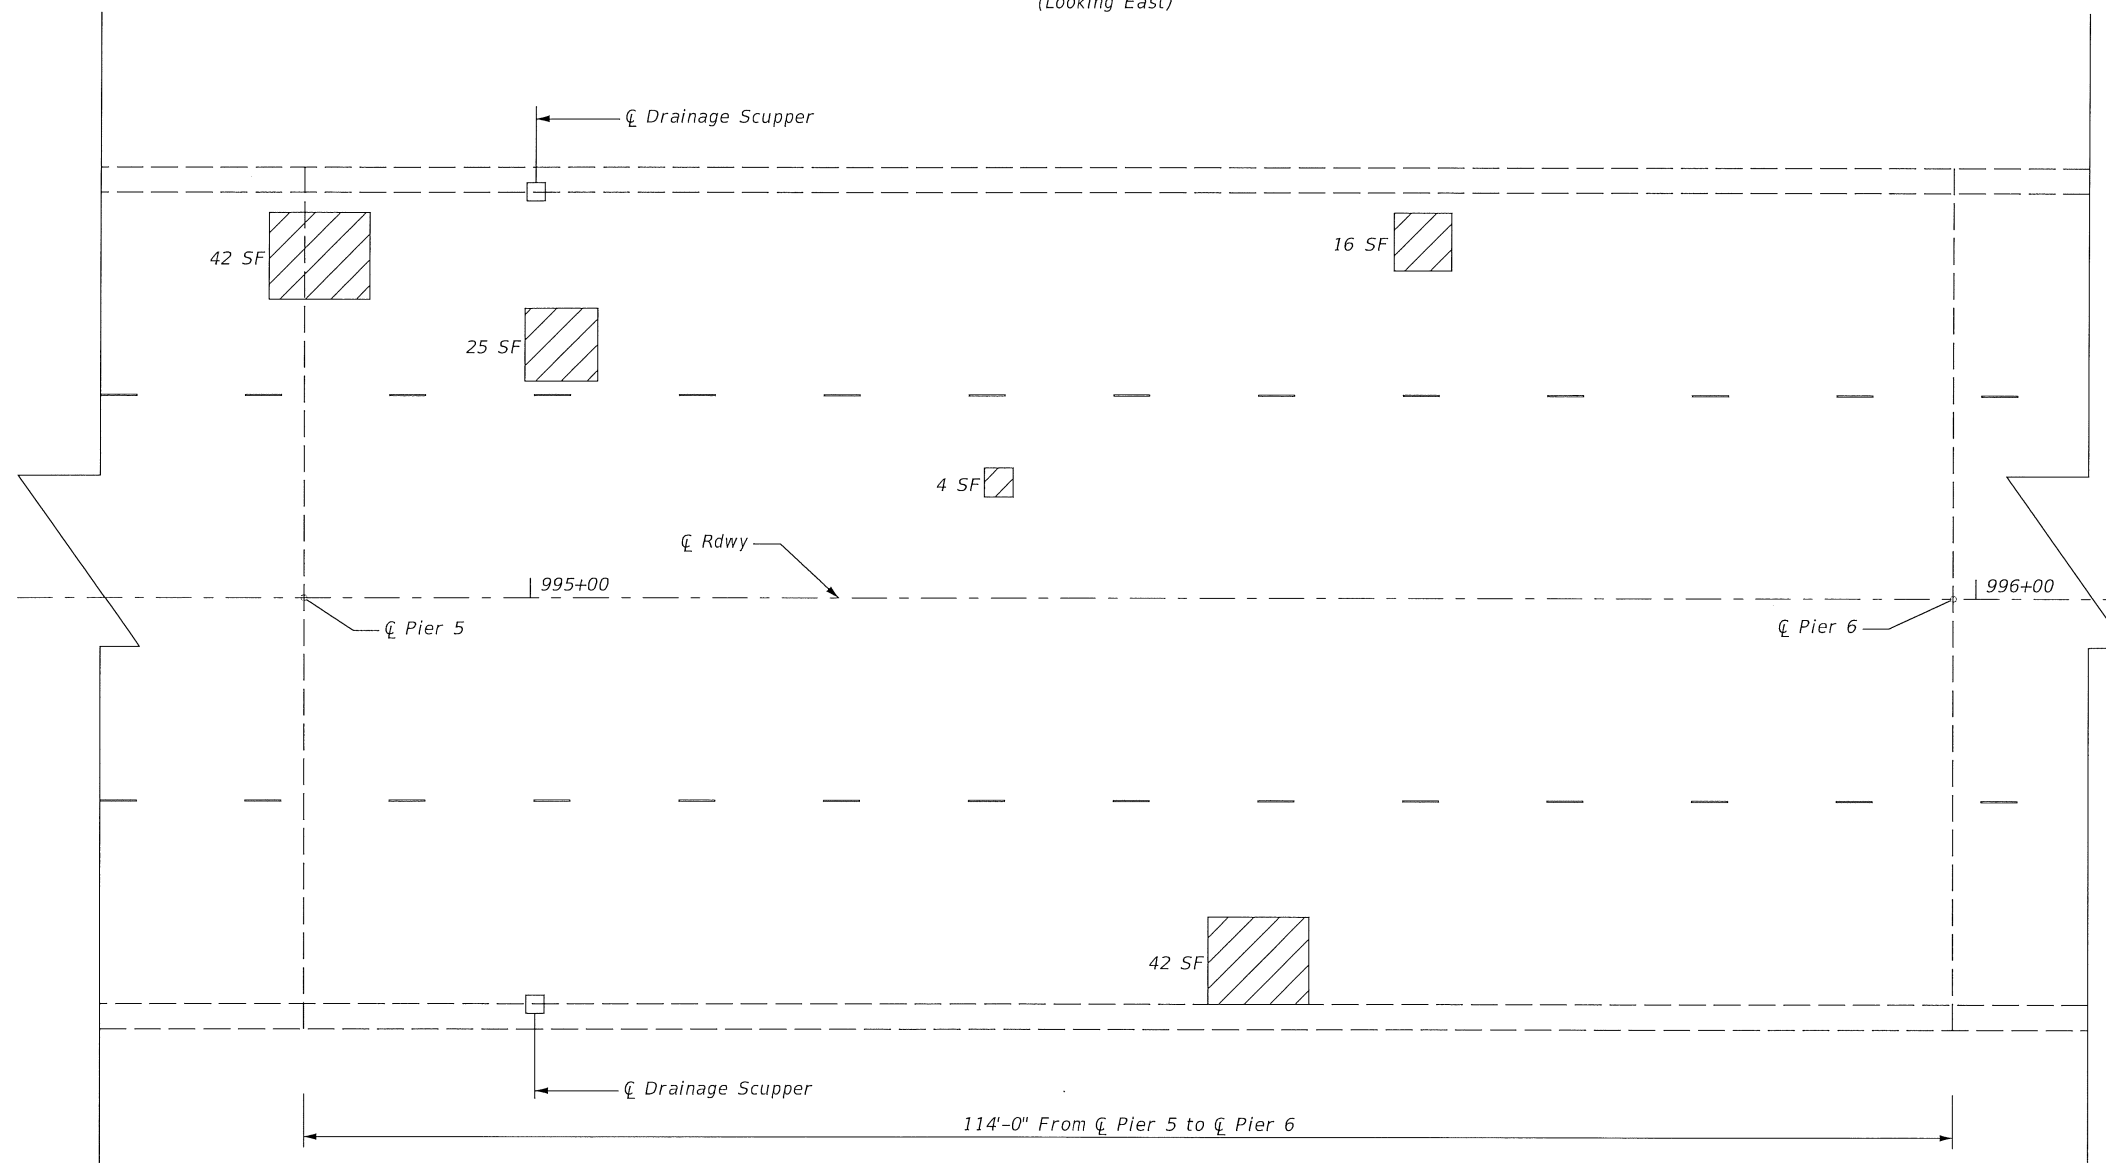 (Looking East)
℄ Drainage Scupper
42 SF
16 SF
25 SF
4 SF
℄ Rdwy
995+00
996+00
℄ Pier 5
℄ Pier 6
42 SF
℄ Drainage Scupper
114'-0" From ℄ Pier 5 to ℄ Pier 6